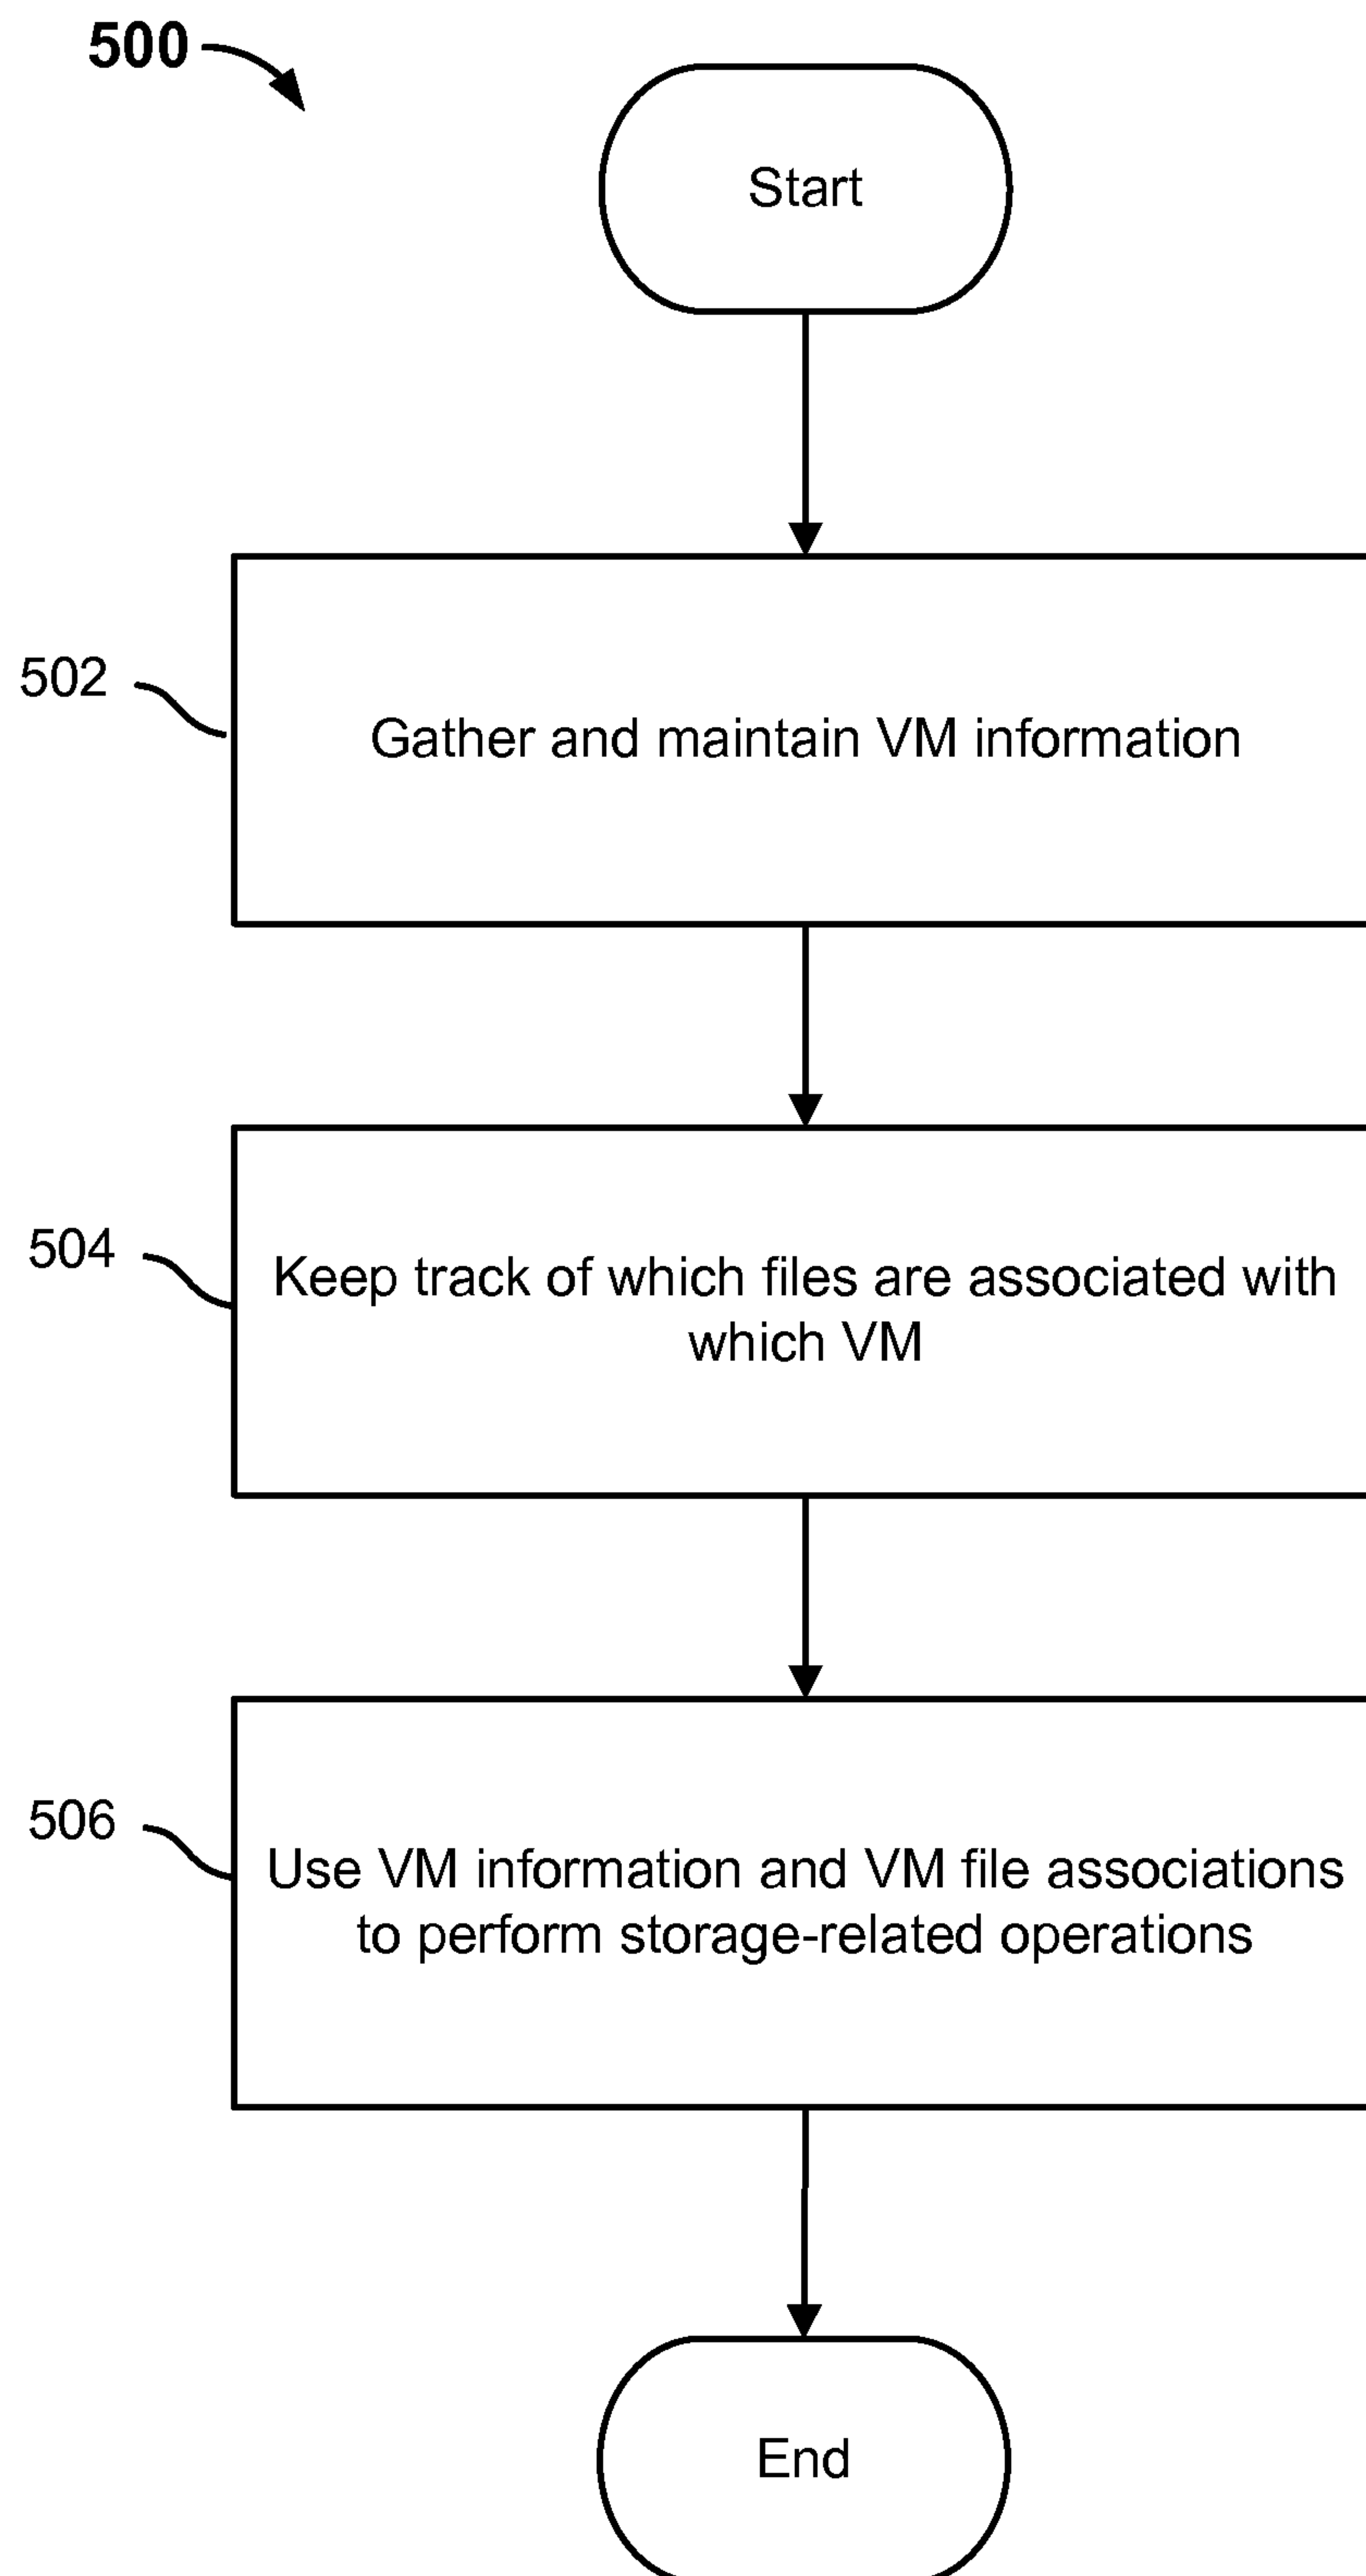 500
Start
502
Gather and maintain VM information
504
Keep track of which files are associated with
which VM
506
Use VM information and VM file associations
to perform storage-related operations
End